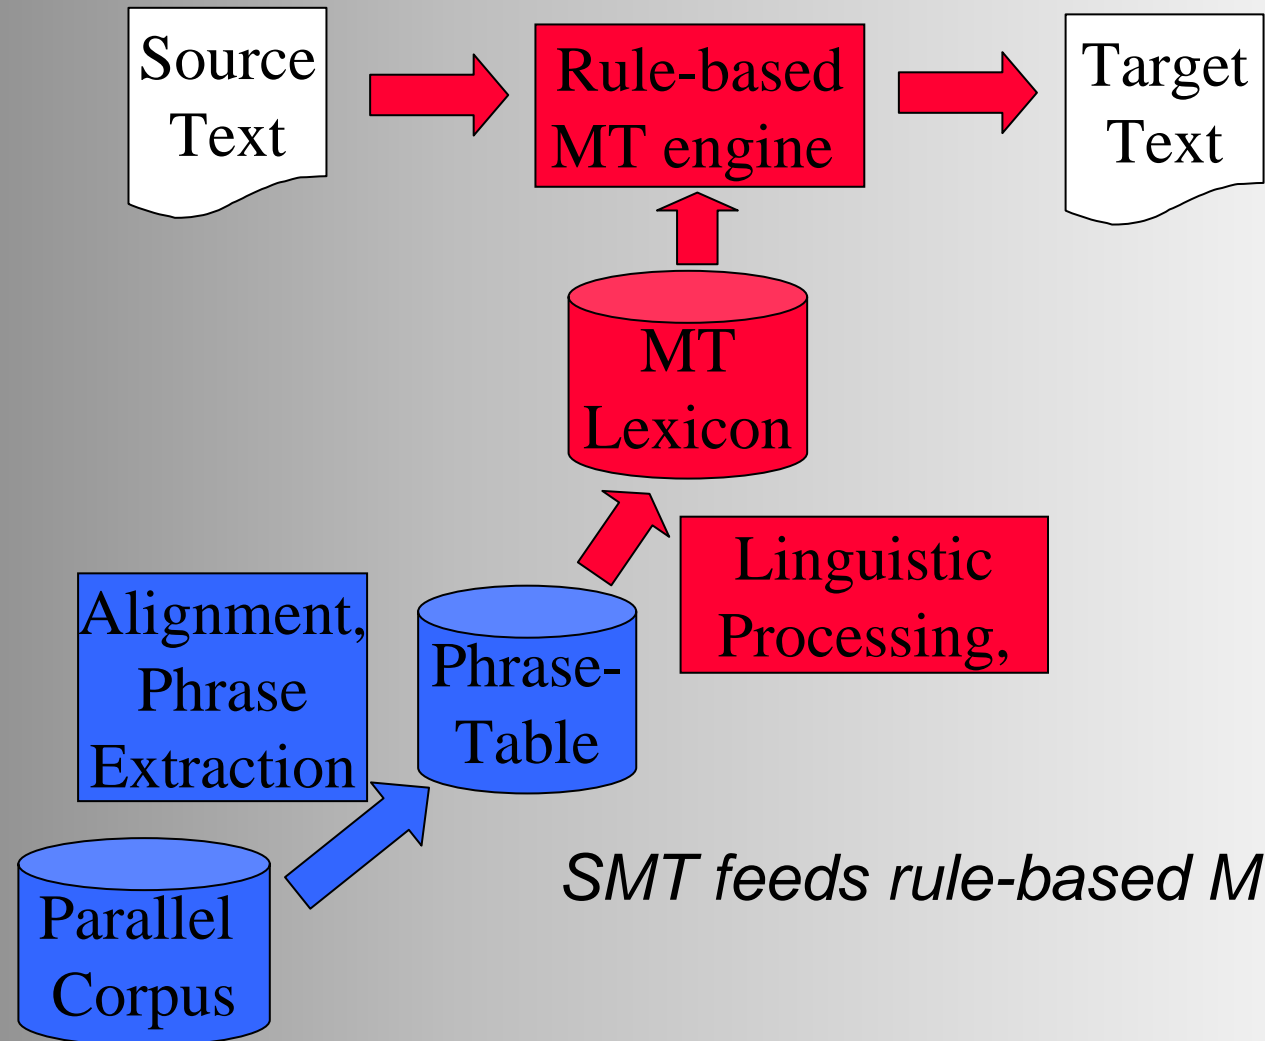 Source
Text
Rule-based
MT engine
Target
Text
MT
Lexicon
Linguistic
Processing,
Alignment,
Phrase
Extraction
Phrase-
Table
Parallel
Corpus
SMT feeds rule-based M